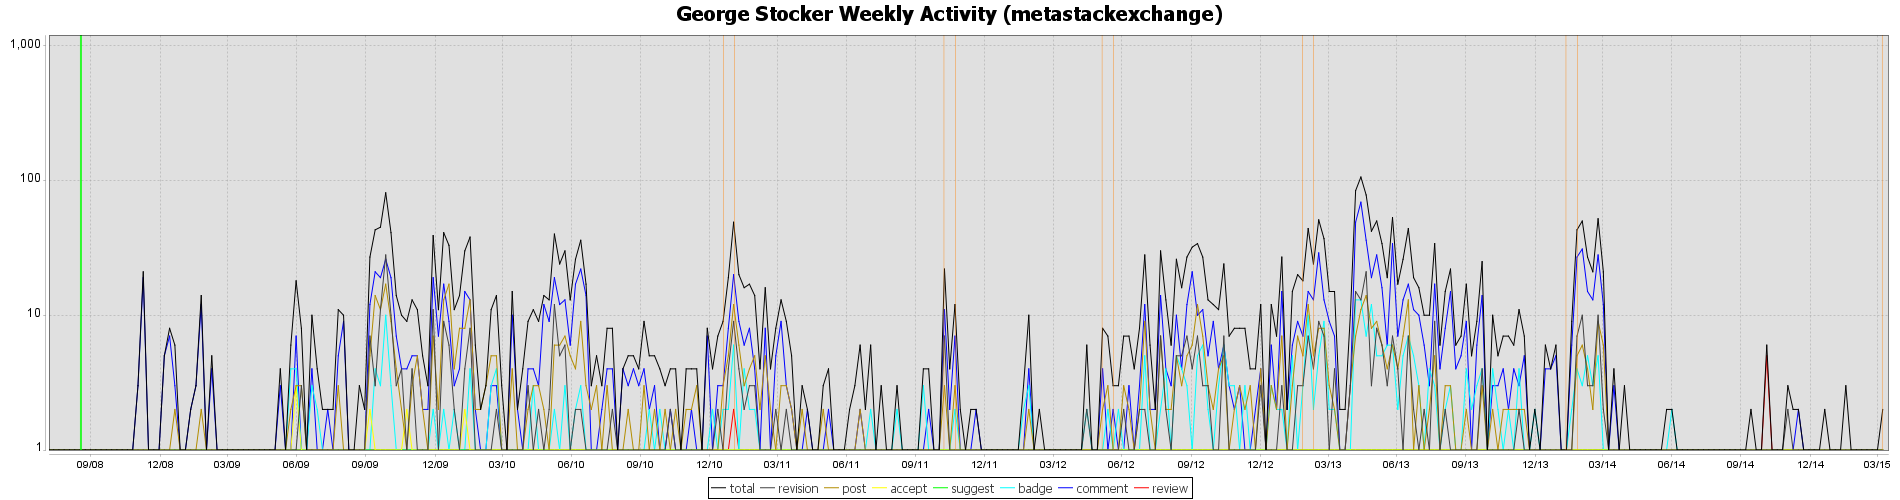 George Stocker Weekly Activity (metastackexchange)
1,000
100
10
1
09/08 12/08 03/09 06/09 09/09 12/09 03/10 06/10 09/10 12/10 03/11 06/11 09/11 12/11 03/12 06/12 09/12 12/12 03/13 06/13 09/13 12/13 03/14 06/14 09/14 12/14 03/15
total revision post accept suggest badge comment review